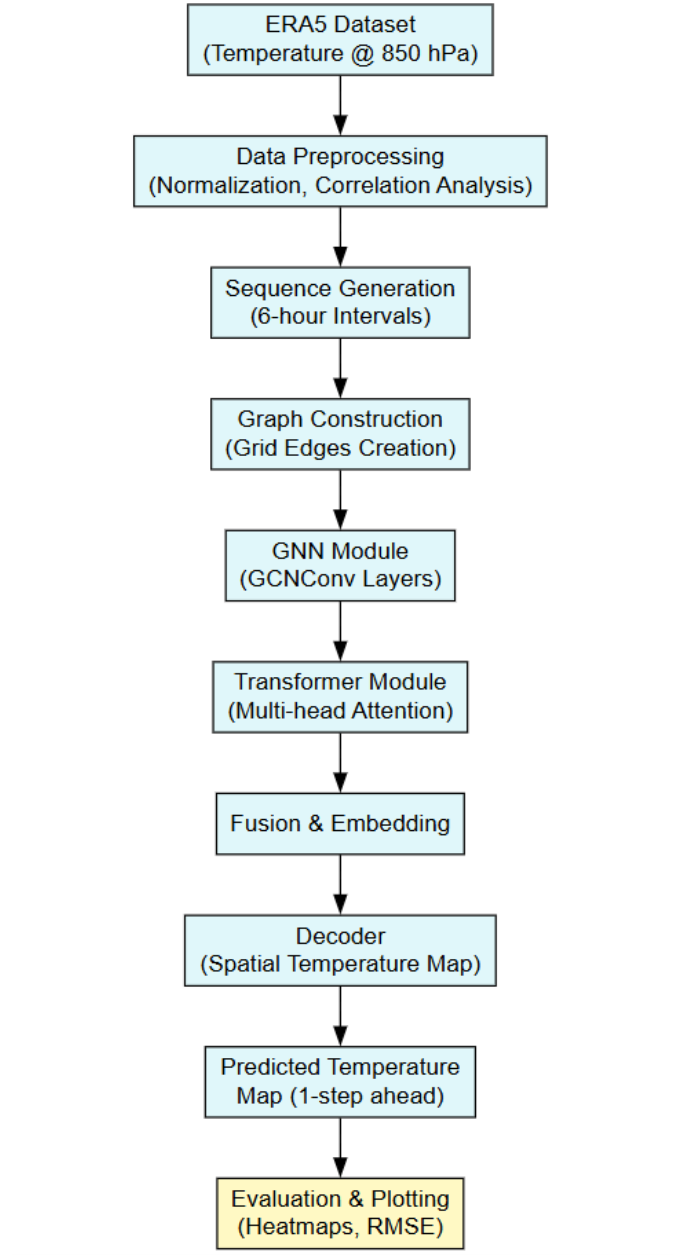 ERA5 Dataset
(Temperature @ 850 hPa)
Data Preprocessing
(Normalization, Correlation Analysis)
Sequence Generation
(6-hour Intervals)
Graph Construction
(Grid Edges Creation)
GNN Module
(GCNConv Layers)
Transformer Module
(Multi-head Attention)
Fusion & Embedding
Decoder
(Spatial Temperature Map)
Predicted Temperature
Map (1-step ahead)
Evaluation & Plotting
(Heatmaps, RMSE)